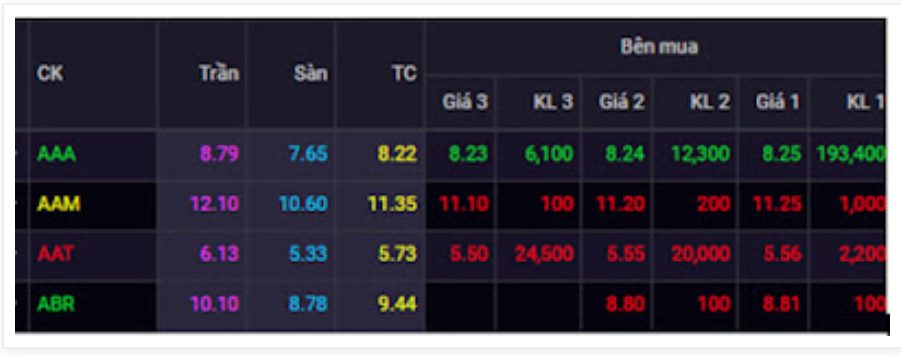 CK Trần Sàn TC Bên mua
Giá 3 KL 3 Giá 2 KL 2 Giá 1 KL 1
AAA 8.79 7.65 8.22 8.23 6,100 8.24 12,300 8.25 193,400
AAM 12.10 10.60 11.35 11.10 100 11.20 200 11.25 1,000
AAT 6.13 5.33 5.73 5.50 24,500 5.55 20,000 5.56 2,200
ABR 10.10 8.78 9.44 8.80 100 8.81 100